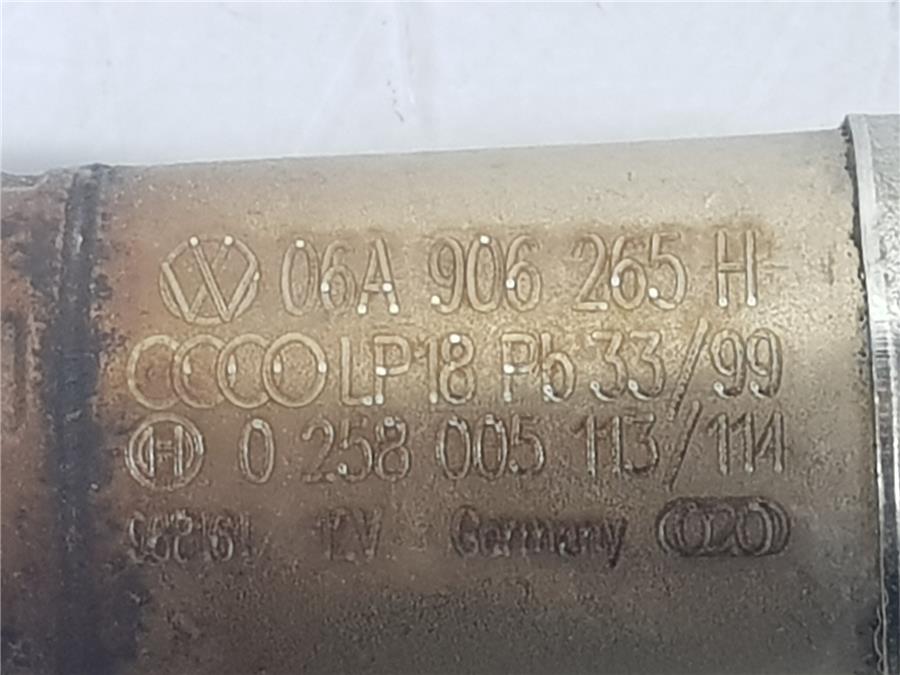 06A 906 265 H
LP18 Pb 33/99
0 258 005 113/114
12V Germany